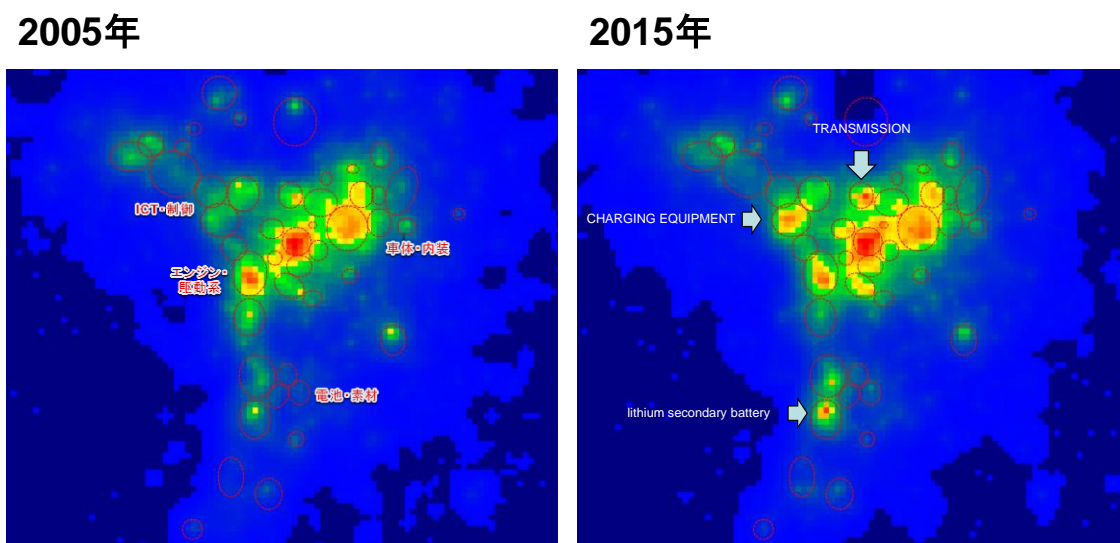 2005年
2015年
ICT・制御
車体・内装
エンジン・
駆動系
電池・素材
TRANSMISSION
CHARGING EQUIPMENT
lithium secondary battery